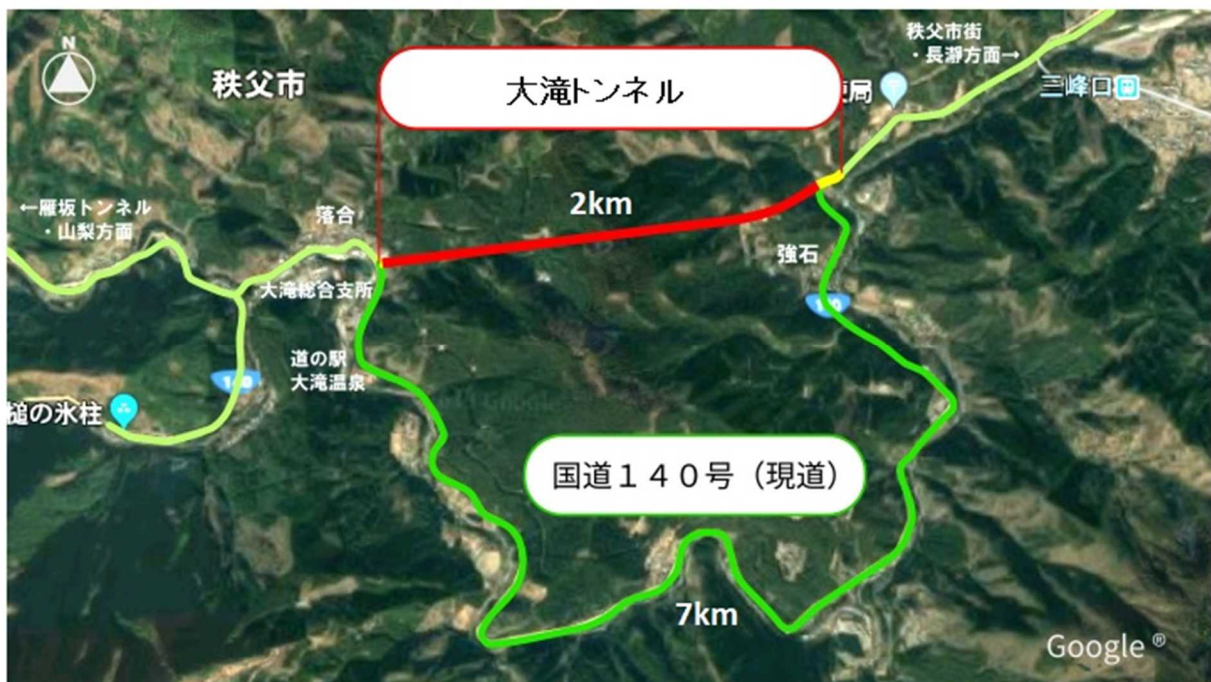 N
秩父市
大滝トンネル
秩父市街
・長瀞方面→
局
三峰口
2km
←雁坂トンネル
・山梨方面
落合
強石
大滝総合支所
道の駅
大滝温泉
140
の氷柱
国道１４０号（現道）
7km
Google ®